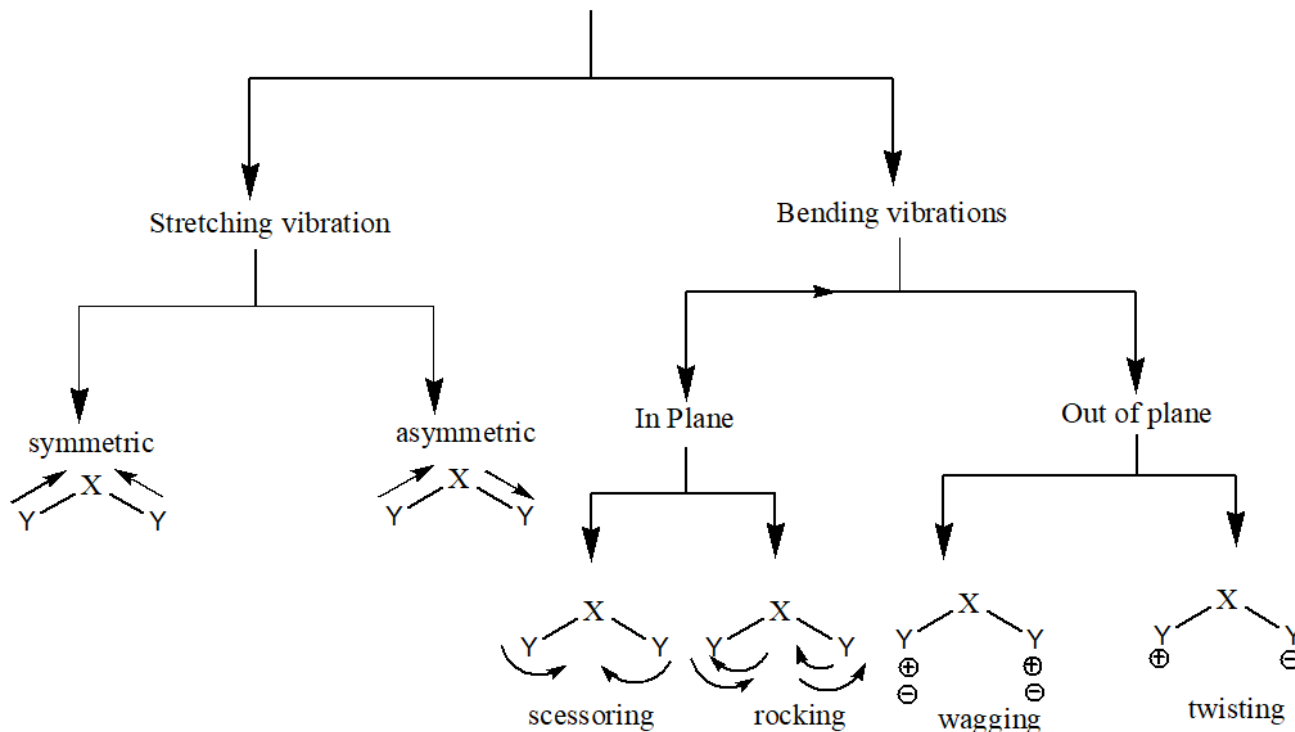 Stretching vibration
Bending vibrations
symmetric
asymmetric
In Plane
Out of plane
X
Y Y
X
Y Y
X
Y Y
scessoring
X
Y Y
rocking
X
Y Y
+ +
- -
wagging
X
Y Y
+ -
twisting